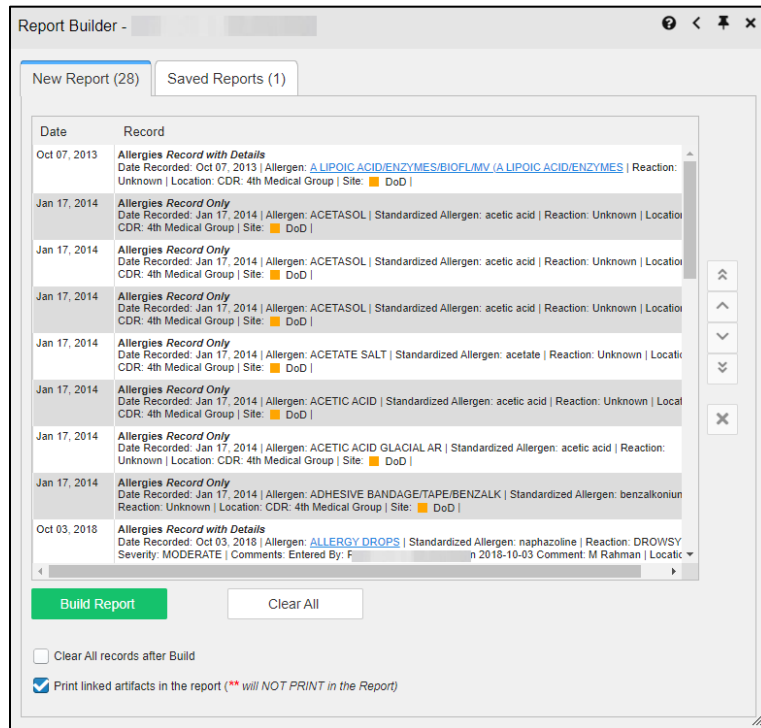 Report Builder -
New Report (28)
Saved Reports (1)
Date Record
Oct 07, 2013 Allergies Record with Details
Date Recorded: Oct 07, 2013 | Allergen: A LIPOIC ACID/ENZYMES/BIOFL/MV (A LIPOIC ACID/ENZYMES | Reaction:
Unknown | Location: CDR: 4th Medical Group | Site: DoD |
Jan 17, 2014 Allergies Record Only
Date Recorded: Jan 17, 2014 | Allergen: ACETASOL | Standardized Allergen: acetic acid | Reaction: Unknown | Location
CDR: 4th Medical Group | Site: DoD |
Jan 17, 2014 Allergies Record Only
Date Recorded: Jan 17, 2014 | Allergen: ACETASOL | Standardized Allergen: acetic acid | Reaction: Unknown | Location
CDR: 4th Medical Group | Site: DoD |
Jan 17, 2014 Allergies Record Only
Date Recorded: Jan 17, 2014 | Allergen: ACETASOL | Standardized Allergen: acetic acid | Reaction: Unknown | Location
CDR: 4th Medical Group | Site: DoD |
Jan 17, 2014 Allergies Record Only
Date Recorded: Jan 17, 2014 | Allergen: ACETATE SALT | Standardized Allergen: acetate | Reaction: Unknown | Locatic
CDR: 4th Medical Group | Site: DoD |
Jan 17, 2014 Allergies Record Only
Date Recorded: Jan 17, 2014 | Allergen: ACETIC ACID | Standardized Allergen: acetic acid | Reaction: Unknown | Locat
CDR: 4th Medical Group | Site: DoD |
Jan 17, 2014 Allergies Record Only
Date Recorded: Jan 17, 2014 | Allergen: ACETIC ACID GLACIAL AR | Standardized Allergen: acetic acid | Reaction:
Unknown | Location: CDR: 4th Medical Group | Site: DoD |
Jan 17, 2014 Allergies Record Only
Date Recorded: Jan 17, 2014 | Allergen: ADHESIVE BANDAGE/TAPE/BENZALK | Standardized Allergen: benzalkoniun
Reaction: Unknown | Location: CDR: 4th Medical Group | Site: DoD |
Oct 03, 2018 Allergies Record with Details
Date Recorded: Oct 03, 2018 | Allergen: ALLERGY DROPS | Standardized Allergen: naphazoline | Reaction: DROWSY
Severity: MODERATE | Comments: Entered By: n 2018-10-03 Comment: M Rahman | Locatic
Build Report
Clear All
Clear All records after Build
Print linked artifacts in the report (** will NOT PRINT in the Report)